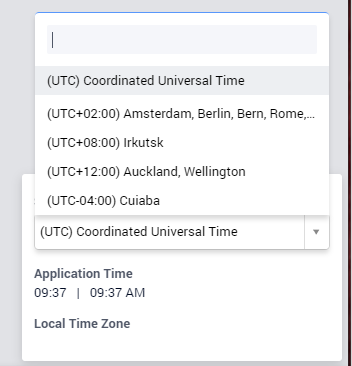 (UTC) Coordinated Universal Time
(UTC+02:00) Amsterdam, Berlin, Bern, Rome,...
(UTC+08:00) Irkutsk
(UTC+12:00) Auckland, Wellington
(UTC-04:00) Cuiaba
(UTC) Coordinated Universal Time
Application Time
09:37 | 09:37 AM
Local Time Zone